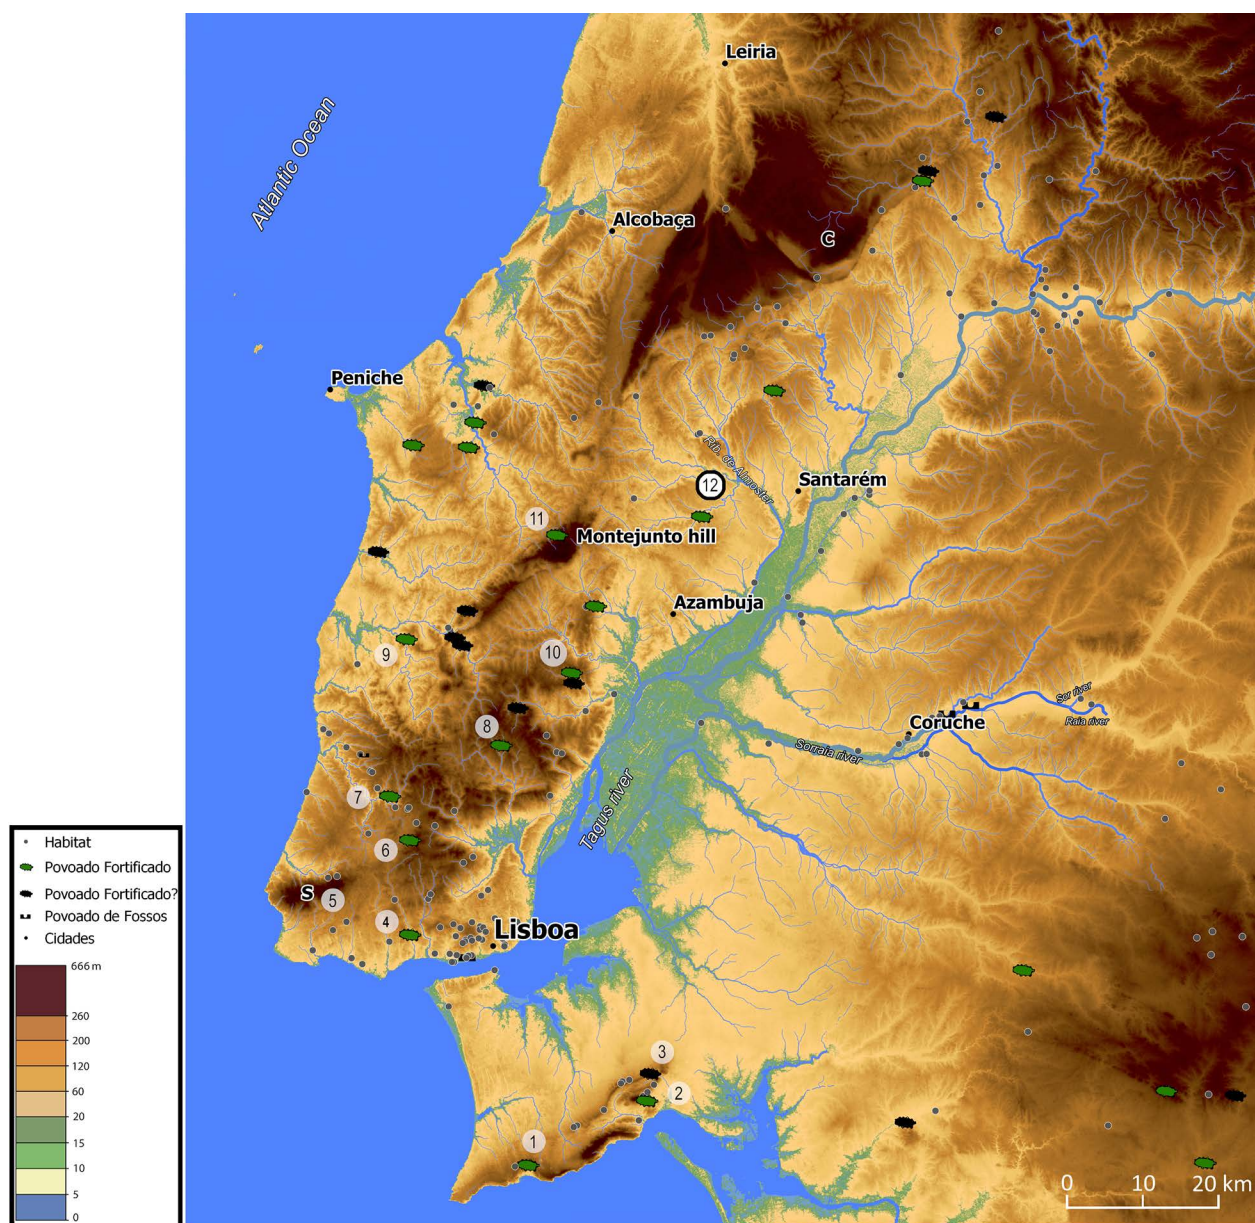 Leiria
Atlantic Ocean
Alcobaça
C
Peniche
Rib. de Almoster
12
Santarém
11
Montejunto hill
Azambuja
9
10
8
Sor river
Raia river
Coruche
Sorraia river
7
Tagus river
6
S
5
4
Lisboa
3
2
1
0 10 20 km
Habitat
Povoado Fortificado
Povoado Fortificado?
Povoado de Fossos
Cidades
666 m
260
200
120
60
20
15
10
5
0